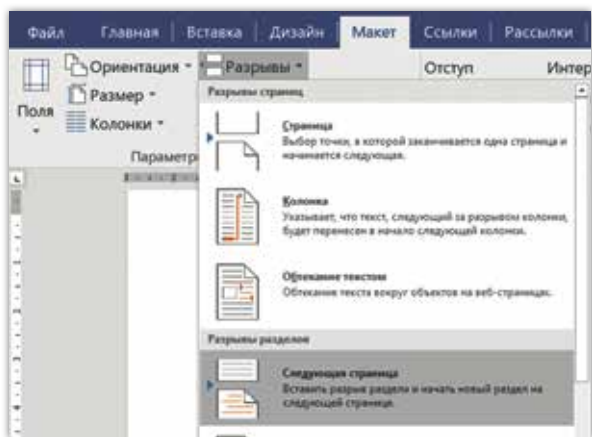 Файл Главная Вставка Дизайн Макет Ссылки Рассылки
Ориентация Разрывы Отступ Интер
Размер
Поля
Колонки
Параметр
Разрывы страниц
Страница
Выбор точки, в которой заканчивается одна страница и
начинается следующая.
Колонка
Указывает, что текст, следующий за разрывом колонки,
будет перенесен в начало следующей колонки.
Обтекание текстом
Обтекание текста вокруг объектов на веб-страницах.
Разрывы разделов
Следующая страница
Вставить разрыв раздела и начать новый раздел на
следующей странице.